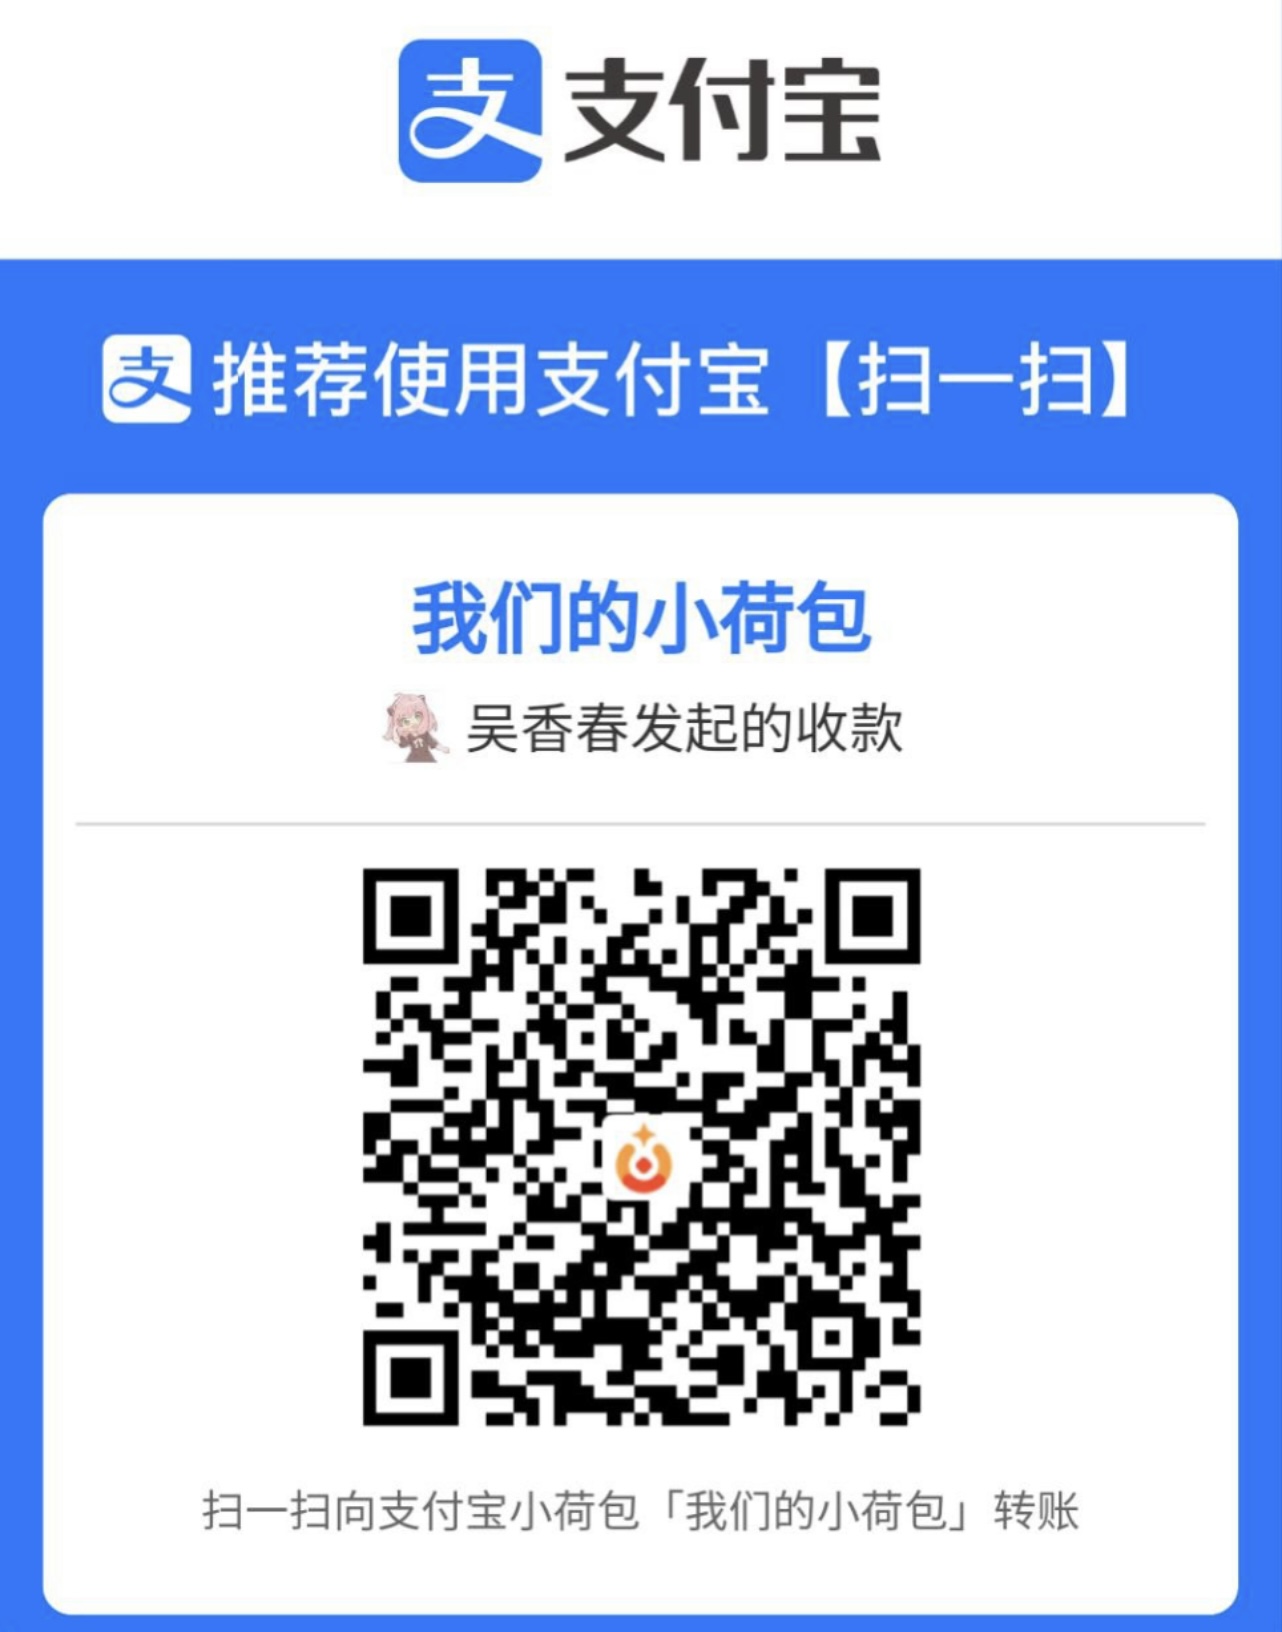 支付宝
推荐使用支付宝【扫一扫】
我们的小荷包
吴香春发起的收款
扫一扫向支付宝小荷包「我们的小荷包」转账